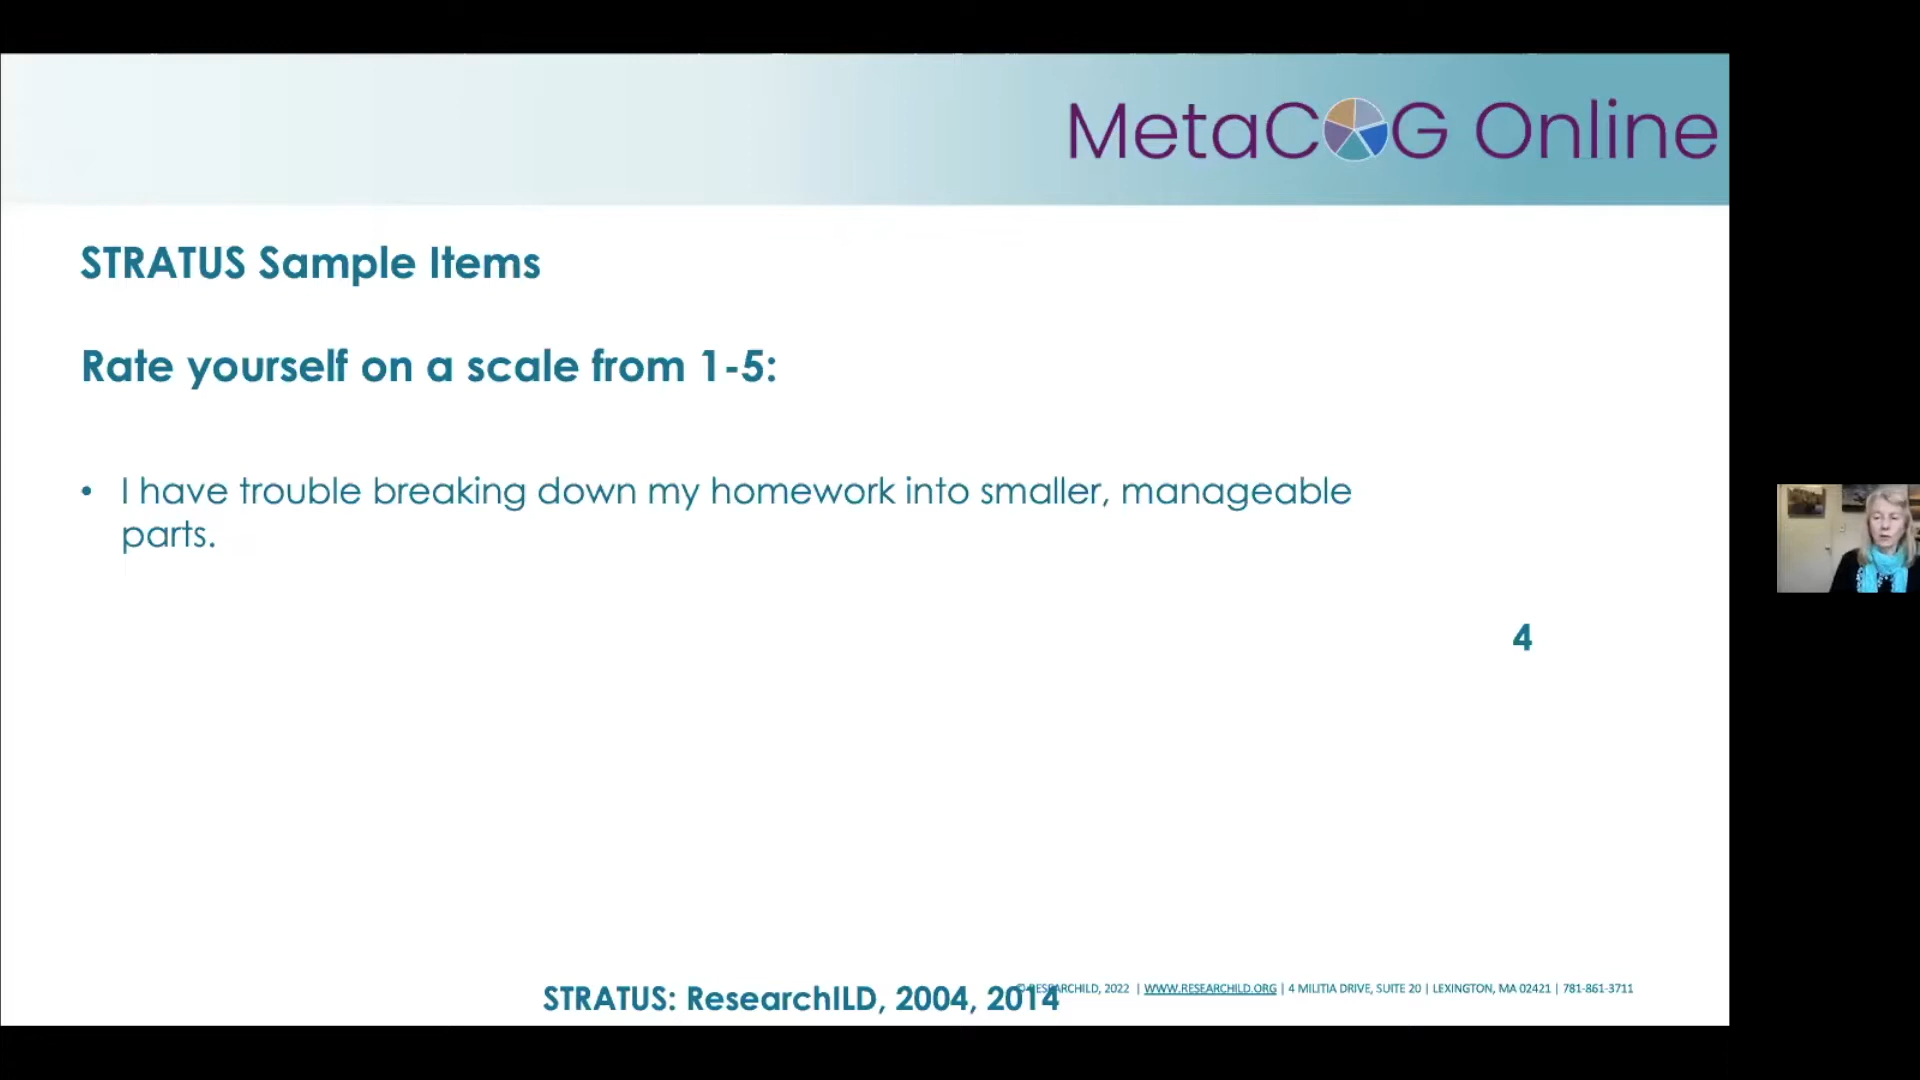 MetaCOG Online
STRATUS Sample Items
Rate yourself on a scale from 1-5:
• I have trouble breaking down my homework into smaller, manageable
parts.
4
STRATUS: ResearchILD, 2004, 2014
© RESEARCHILD, 2022 | WWW.RESEARCHILD.ORG | 4 MILITIA DRIVE, SUITE 20 | LEXINGTON, MA 02421 | 781-861-3711